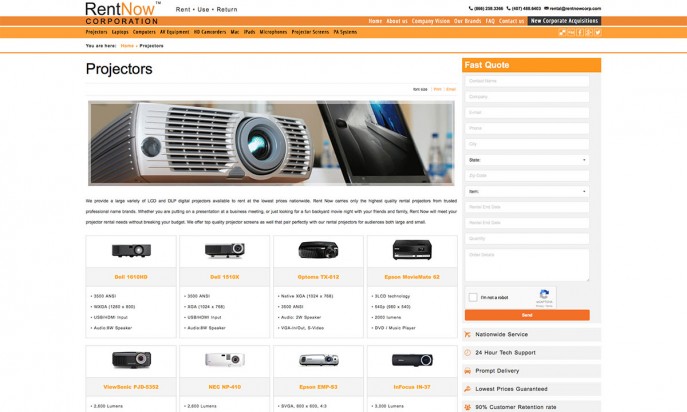 RentNow™
CORPORATION
Rent • Use • Return
(866) 238.3366 (407) 468.6403 rental@rentnowcorp.com
Home About us Company Vision Our Brands FAQ Contact us New Corporate Acquisitions
Projectors Laptops Computers AV Equipment HD Camcorders Mac iPads Microphones Projector Screens PA Systems
You are here: Home » Projectors
Projectors
font size Print Email
We provide a large variety of LCD and DLP digital projectors available to rent at the lowest prices nationwide. Rent Now carries only the highest quality rental projectors from trusted
professional name brands. Whether you are putting on a presentation at a business meeting, or just looking for a fun backyard movie night with your friends and family, Rent Now will meet your
projector rental needs without breaking your budget. We offer top quality projector screens as well that pair perfectly with our rental projectors for audiences both large and small.
Dell 1610HD
• 3500 ANSI
• WXGA (1280 x 800)
• USB/HDMI Input
• Audio:8W Speaker
Dell 1510X
• 3500 ANSI
• XGA (1024 x 768)
• USB/HDMI Input
• Audio:8W Speaker
Optoma TX-612
• Native XGA (1024 x 768)
• 3500 ANSI
• Audio: 3W Speaker
• VGA-In/Out, S-Video
Epson MovieMate 62
• 3LCD technology
• 540p (960 x 540)
• 2000 lumens
• DVD / Music Player
ViewSonic PJD-5352
• 2,600 Lumens
NEC NP-410
• 2,600 Lumens
Epson EMP-53
• SVGA, 800 x 600, 4:3
InFocus IN-37
• 3,000 Lumens
Fast Quote
Contact Name
Company
E-mail
Phone
City
State:
Zip Code
Item:
Rental End Date
Quantity
Order Details
I'm not a robot
reCAPTCHA
Send
Nationwide Service
24 Hour Tech Support
Prompt Delivery
Lowest Prices Guaranteed
90% Customer Retention rate